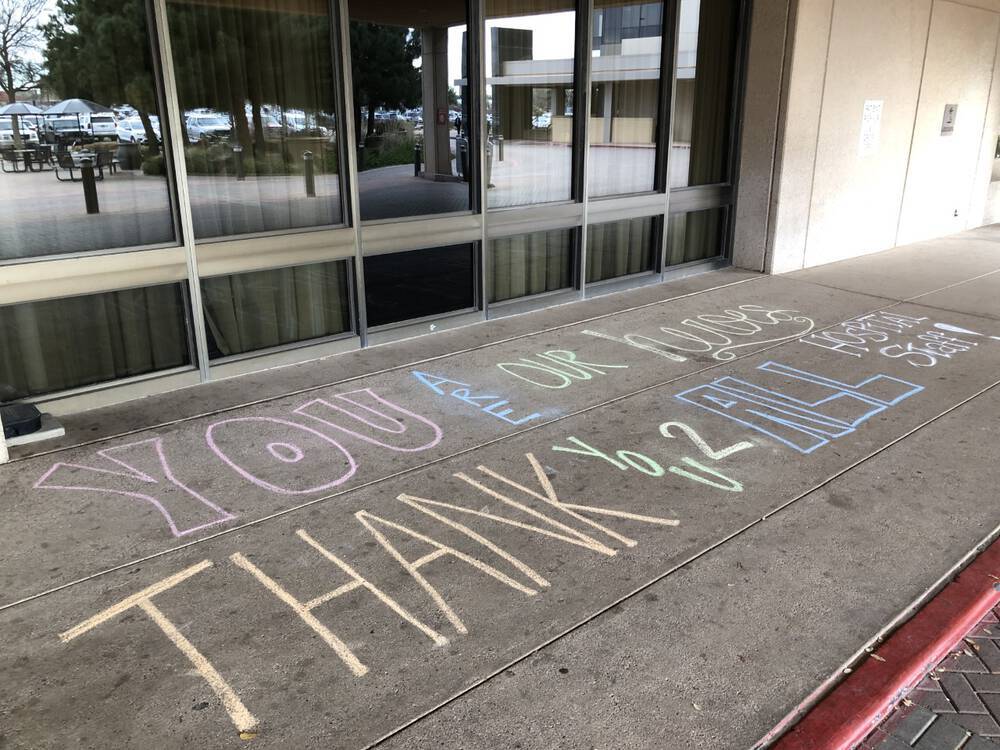 YOU ARE OUR heroes
THANK YOU 2 ALL HOSPITAL Staff!